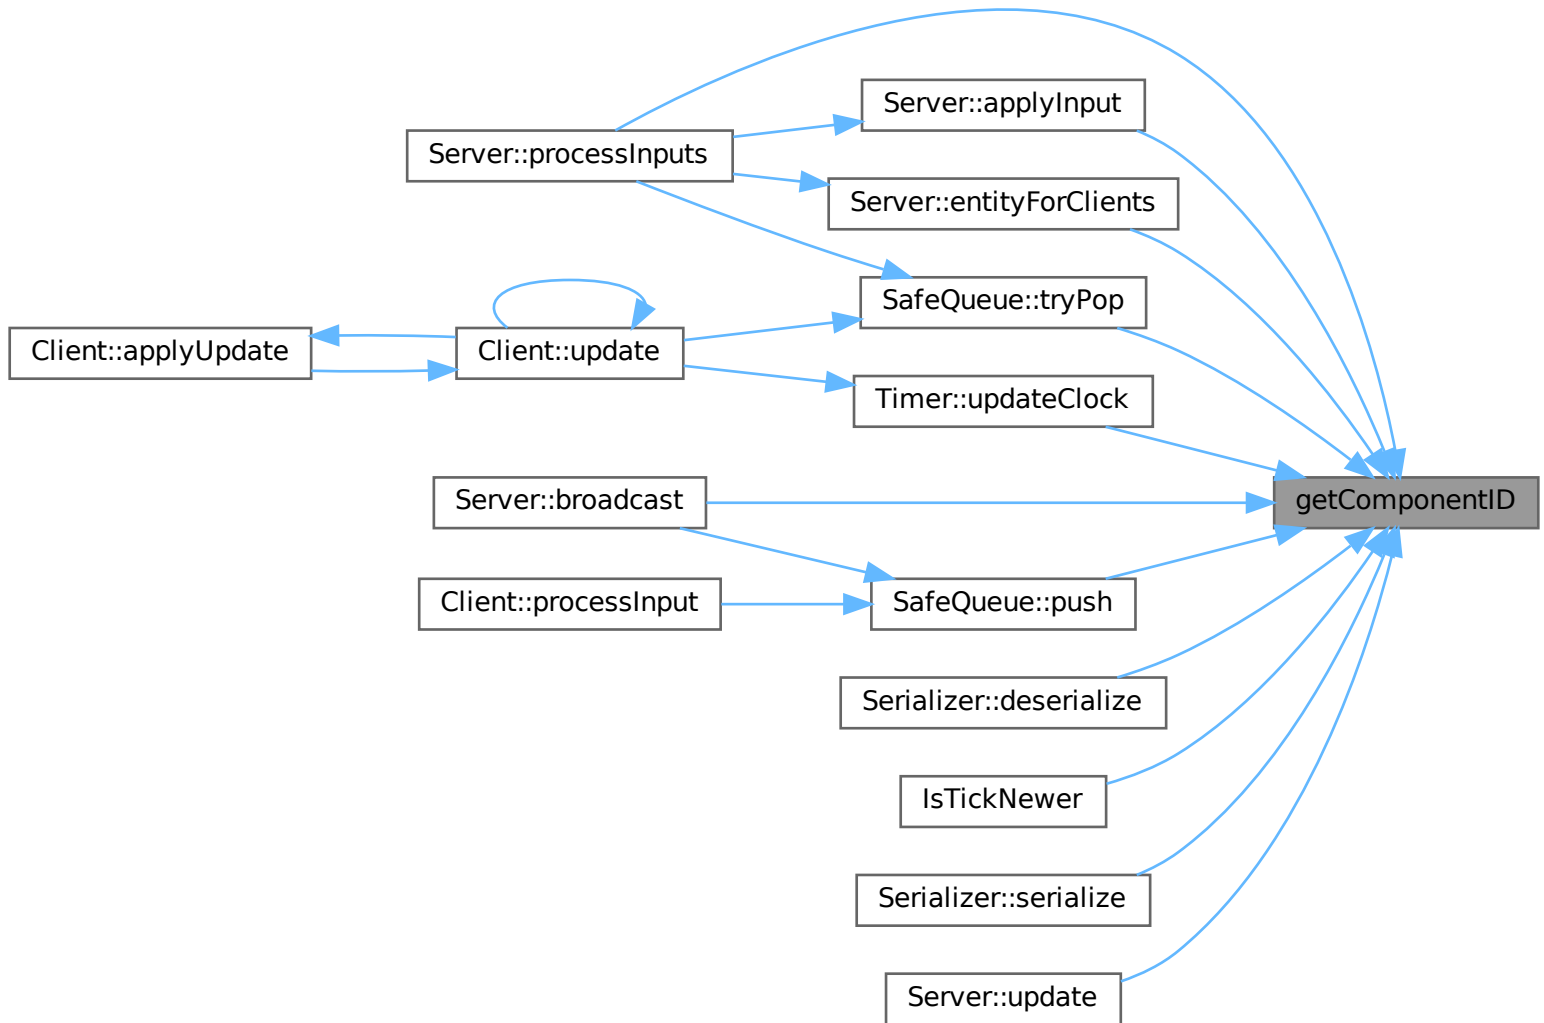 Server::applyInput
Server::processInputs
Server::entityForClients
SafeQueue::tryPop
Client::applyUpdate
Client::update
Timer::updateClock
Server::broadcast
getComponentID
Client::processInput
SafeQueue::push
Serializer::deserialize
IsTickNewer
Serializer::serialize
Server::update